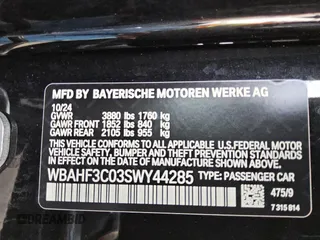 MFD BY BAYERISCHE MOTOREN WERKE AG
10/24
GVWR 3880 lbs 1760 kg
GAWR FRONT 1852 lbs 840 kg
GAWR REAR 2105 lbs 955 kg
THIS VEHICLE CONFORMS TO ALL APPLICABLE U.S. FEDERAL MOTOR
VEHICLE SAFETY, BUMPER, AND THEFT PREVENTION
STANDARDS IN EFFECT ON THE DATE OF MANUFACTURE SHOWN ABOVE.
WBAHF3C03SWY44285 TYPE: PASSENGER CAR
475/9
7 315 814
DREAMBID